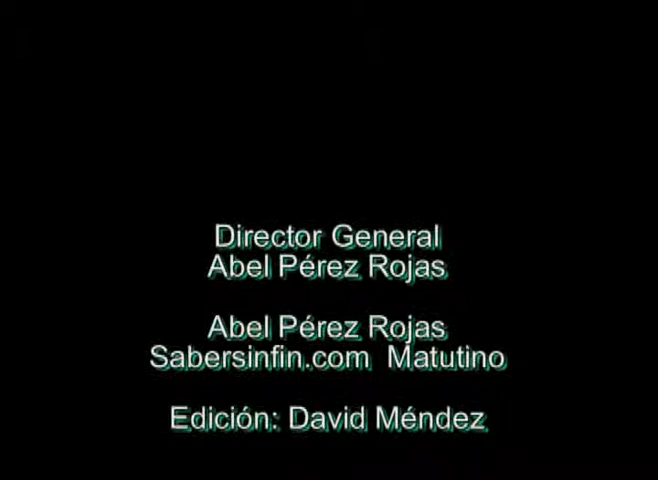 Director General
Abel Pérez Rojas
Abel Pérez Rojas
Sabersinfin.com Matutino
Edición: David Méndez